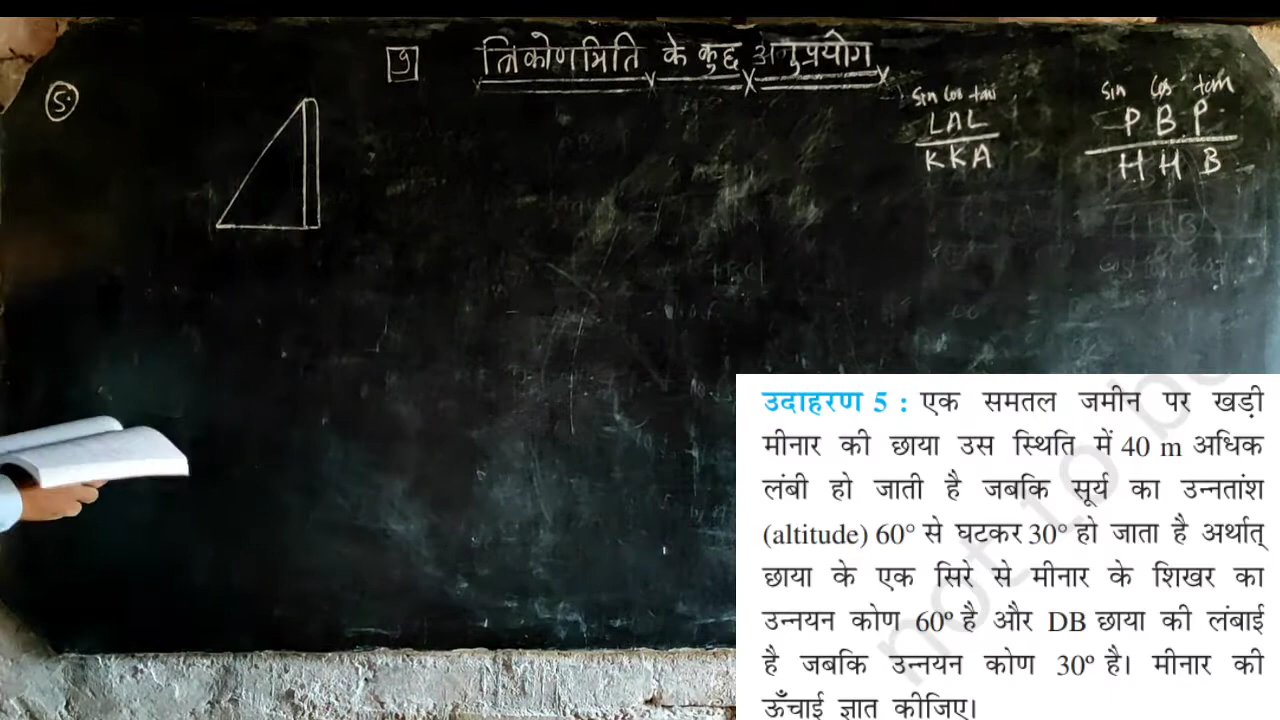 9 त्रिकोणमिति के कुछ अनुप्रयोग
5.
Sin Cos tan
LAL
KKA
Sin Cos tan
P B P
H H B
उदाहरण 5 : एक समतल जमीन पर खड़ी
मीनार की छाया उस स्थिति में 40 m अधिक
लंबी हो जाती है जबकि सूर्य का उन्नतांश
(altitude) 60° से घटकर 30° हो जाता है अर्थात्
छाया के एक सिरे से मीनार के शिखर का
उन्नयन कोण 60° है और DB छाया की लंबाई
है जबकि उन्नयन कोण 30° है। मीनार की
ऊँचाई ज्ञात कीजिए।